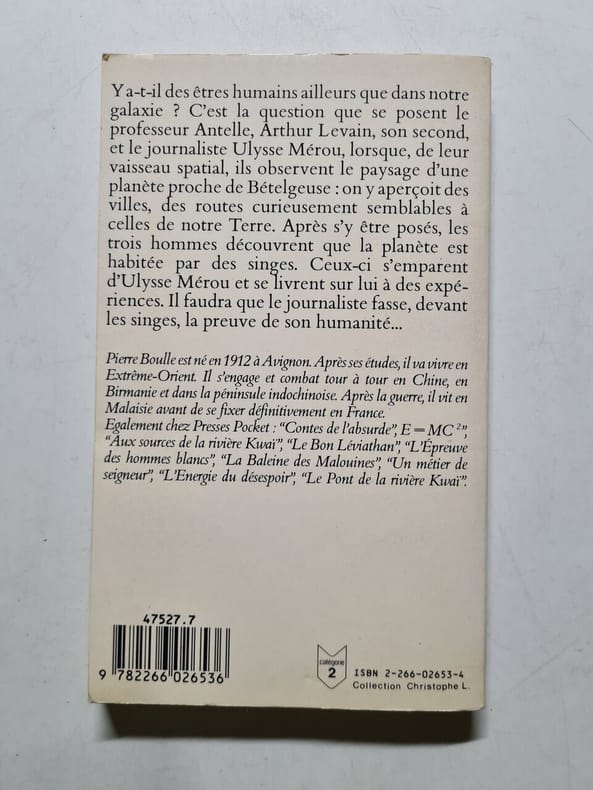 Y a-t-il des êtres humains ailleurs que dans notre
galaxie ? C'est la question que se posent le
professeur Antelle, Arthur Levain, son second,
et le journaliste Ulysse Mérou, lorsque, de leur
vaisseau spatial, ils observent le paysage d'une
planète proche de Bételgeuse : on y aperçoit des
villes, des routes curieusement semblables à
celles de notre Terre. Après s'y être posés, les
trois hommes découvrent que la planète est
habitée par des singes. Ceux-ci s'emparent
d'Ulysse Mérou et se livrent sur lui à des expé-
riences. Il faudra que le journaliste fasse, devant
les singes, la preuve de son humanité...
Pierre Boulle est né en 1912 à Avignon. Après ses études, il va vivre en
Extrême-Orient. Il s'engage et combat tour à tour en Chine, en
Birmanie et dans la péninsule indochinoise. Après la guerre, il vit en
Malaisie avant de se fixer définitivement en France.
Egalement chez Presses Pocket : "Contes de l'absurde", E = MC²",
"Aux sources de la rivière Kwaï", "Le Bon Léviathan", "L'Épreuve
des hommes blancs", "La Baleine des Malouines", "Un métier de
seigneur", "L'Energie du désespoir", "Le Pont de la rivière Kwaï".
47527.7
9 782266 026536
catégorie
2
ISBN 2-266-02653-4
Collection Christophe L.